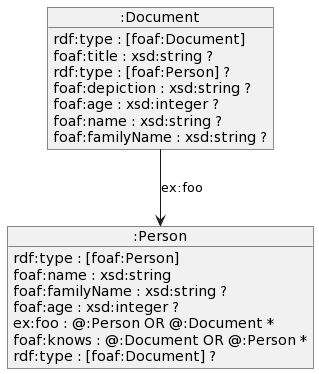 :Document
rdf:type : [foaf:Document]
foaf:title : xsd:string ?
rdf:type : [foaf:Person] ?
foaf:depiction : xsd:string ?
foaf:age : xsd:integer ?
foaf:name : xsd:string ?
foaf:familyName : xsd:string ?
ex:foo
:Person
rdf:type : [foaf:Person]
foaf:name : xsd:string
foaf:familyName : xsd:string ?
foaf:age : xsd:integer ?
ex:foo : @:Person OR @:Document *
foaf:knows : @:Document OR @:Person *
rdf:type : [foaf:Document] ?